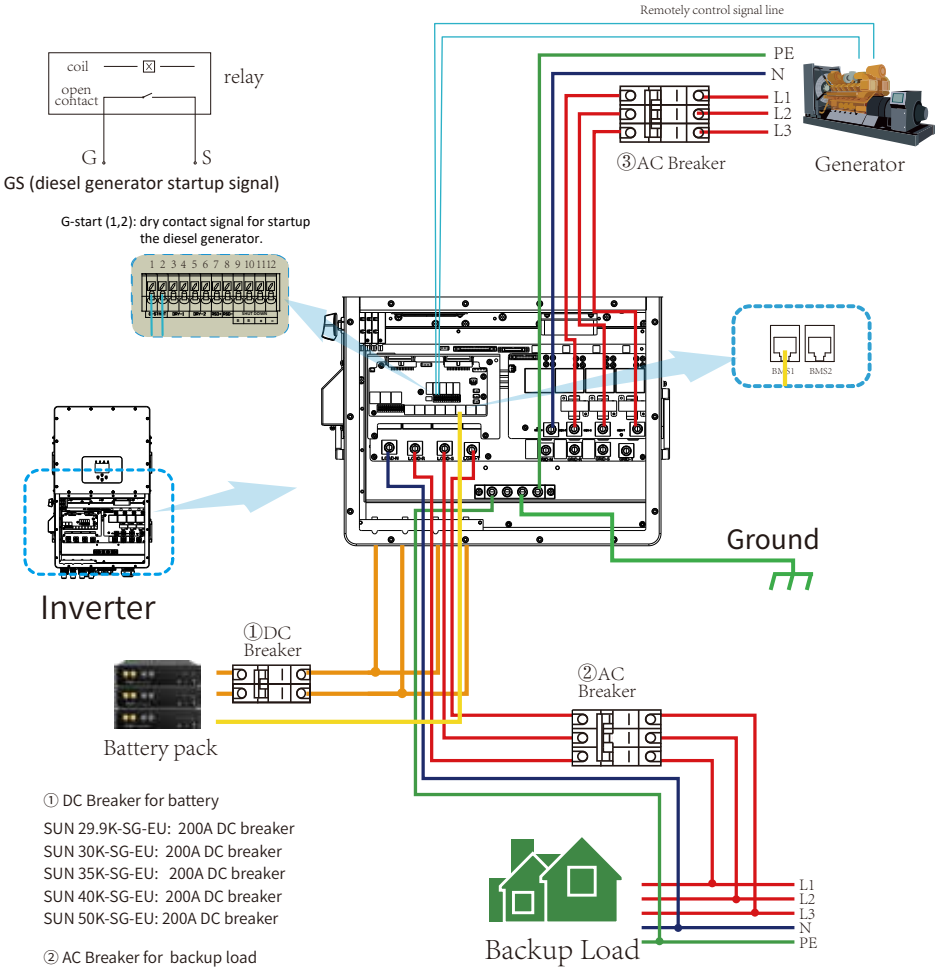 Remotely control signal line
PE
N
L1
L2
L3
coil
open
contact
relay
G
S
③AC Breaker
Generator
GS (diesel generator startup signal)
G-start (1,2): dry contact signal for startup
the diesel generator.
1 2 3 4 5 6 7 8 9 10 11 12
BMS1
BMS2
Ground
Inverter
①DC
Breaker
②AC
Breaker
Battery pack
① DC Breaker for battery
SUN 29.9K-SG-EU: 200A DC breaker
SUN 30K-SG-EU: 200A DC breaker
SUN 35K-SG-EU: 200A DC breaker
SUN 40K-SG-EU: 200A DC breaker
SUN 50K-SG-EU: 200A DC breaker
② AC Breaker for backup load
Backup Load
L1
L2
L3
N
PE